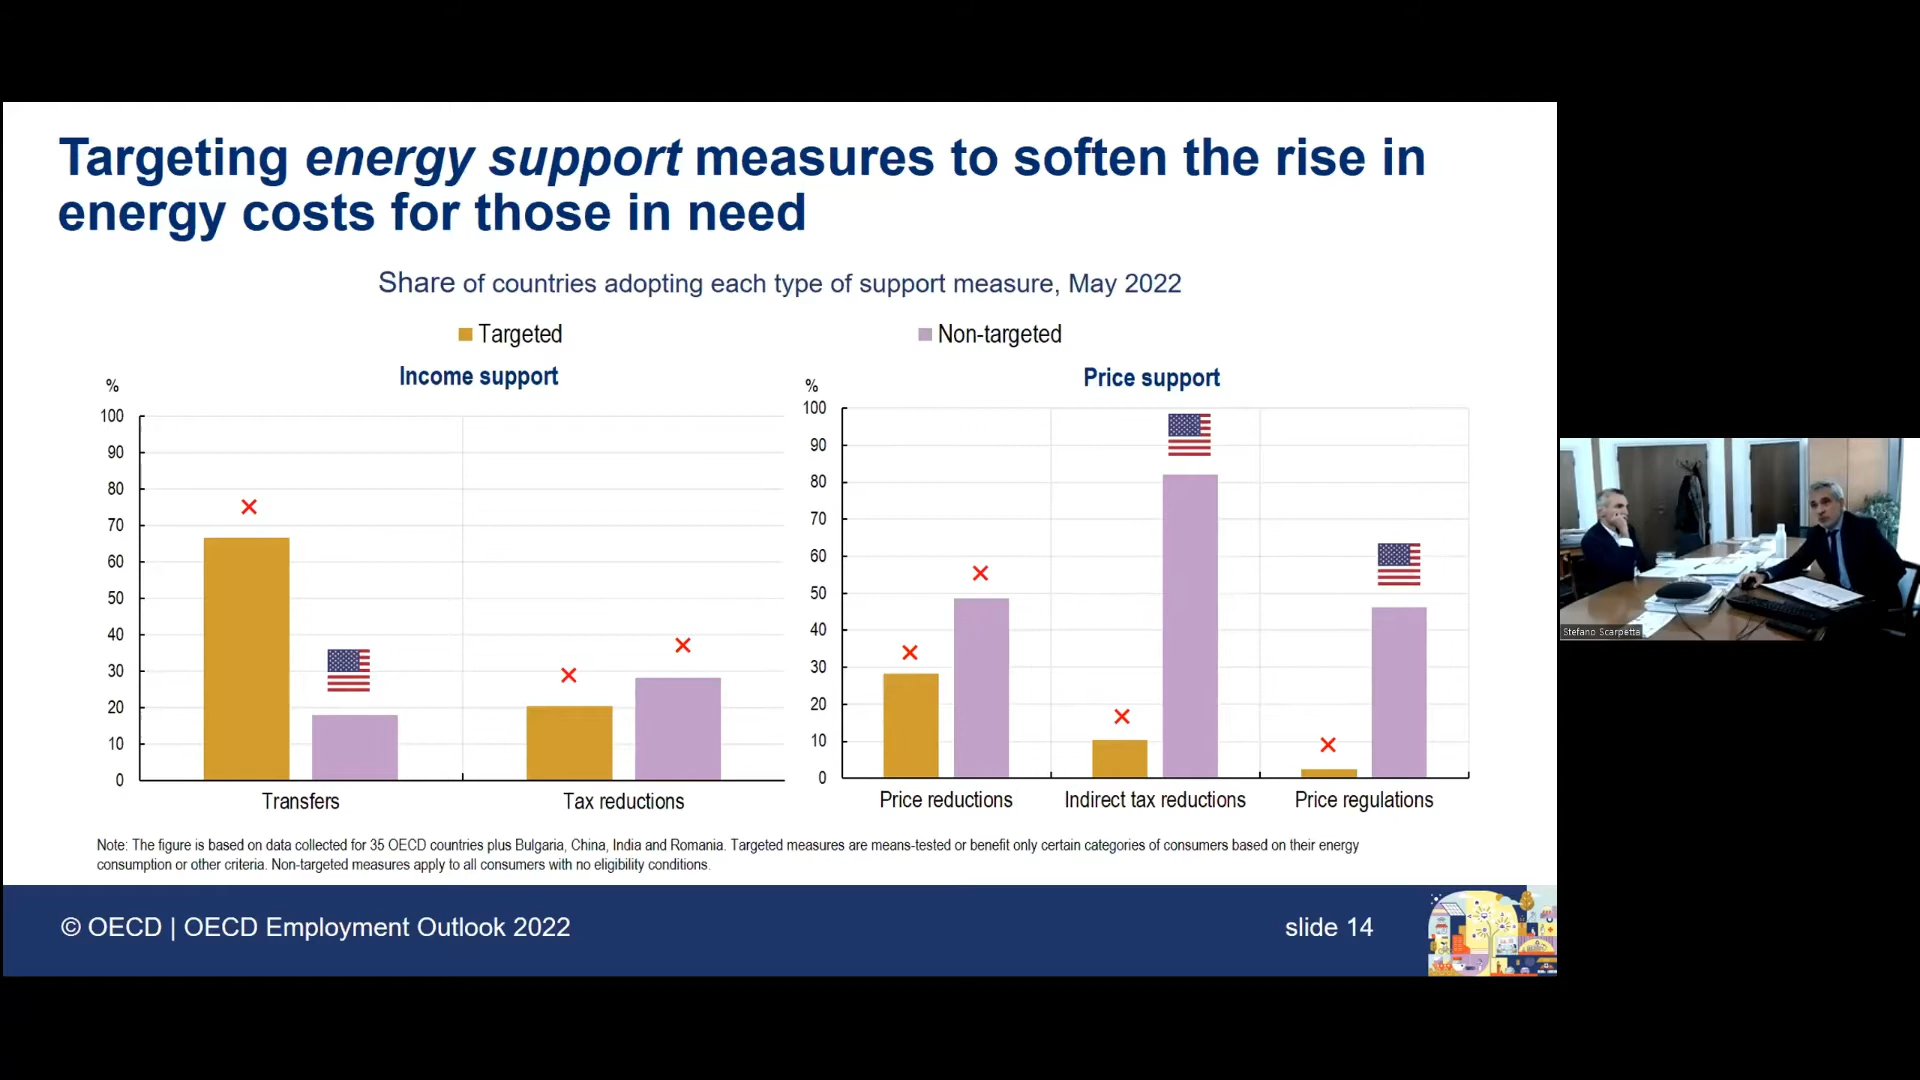 Targeting energy support measures to soften the rise in
energy costs for those in need
Share of countries adopting each type of support measure, May 2022
Targeted
Non-targeted
Income support
%
100
90
80
70
60
50
40
30
20
10
0
Transfers
Tax reductions
Price support
%
100
90
80
70
60
50
40
30
20
10
0
Price reductions
Indirect tax reductions
Price regulations
Note: The figure is based on data collected for 35 OECD countries plus Bulgaria, China, India and Romania. Targeted measures are means-tested or benefit only certain categories of consumers based on their energy
consumption or other criteria. Non-targeted measures apply to all consumers with no eligibility conditions.
© OECD | OECD Employment Outlook 2022
slide 14
Stefano Scarpetta